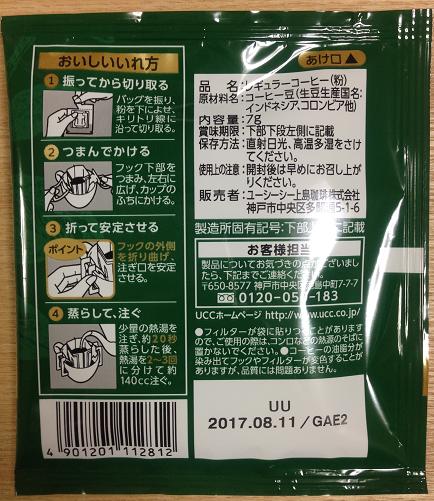 おいしいいれ方
1 振ってから切り取る
バッグを振り、
粉を下によせ、
キリトリ線に
沿って切り取る。
2 つまんでかける
フック下部を
つまみ、左右に
広げ、カップの
ふちにかける。
3 折って安定させる
ポイント
フックの外側
を折り曲げ、
注ぎ口を安定
させる。
4 蒸らして、注ぐ
少量の熱湯を
注ぎ、約20秒
蒸らした後、
熱湯を2〜3回
に分けて約
140cc注ぐ。
4 901201 112812
あけ口▲
品名:レギュラーコーヒー(粉)
原材料名:コーヒー豆(生豆生産国名:
インドネシア、コロンビア他)
内容量:7g
賞味期限:下部下段左側に記載
保存方法:直射日光、高温多湿をさ
けてください。
使用上の注意:開封後は早めにお召し上が
りください。
販売者:ユーシーシー上島珈琲株式会社
神戸市中央区多 5-1-6
製造所固有記号:下部上 に記載
お客様担当
製品についてお気づきの点がございまし
たら、下記までご連絡ください。
〒650-8577 神戸市中央区 島中町7-7-7
0120-05 -183
UCCホームページ http://www.ucc.co.jp/
●フィルターが袋に貼りつくことがあります
ので、ご使用の際は、コンロなどの熱源のそばに
置かないでください。●コーヒーの油脂分が
染み出てフックやフィルターが変色することが
ありますが、品質には問題ありません。
UU
2017.08.11/GAE2